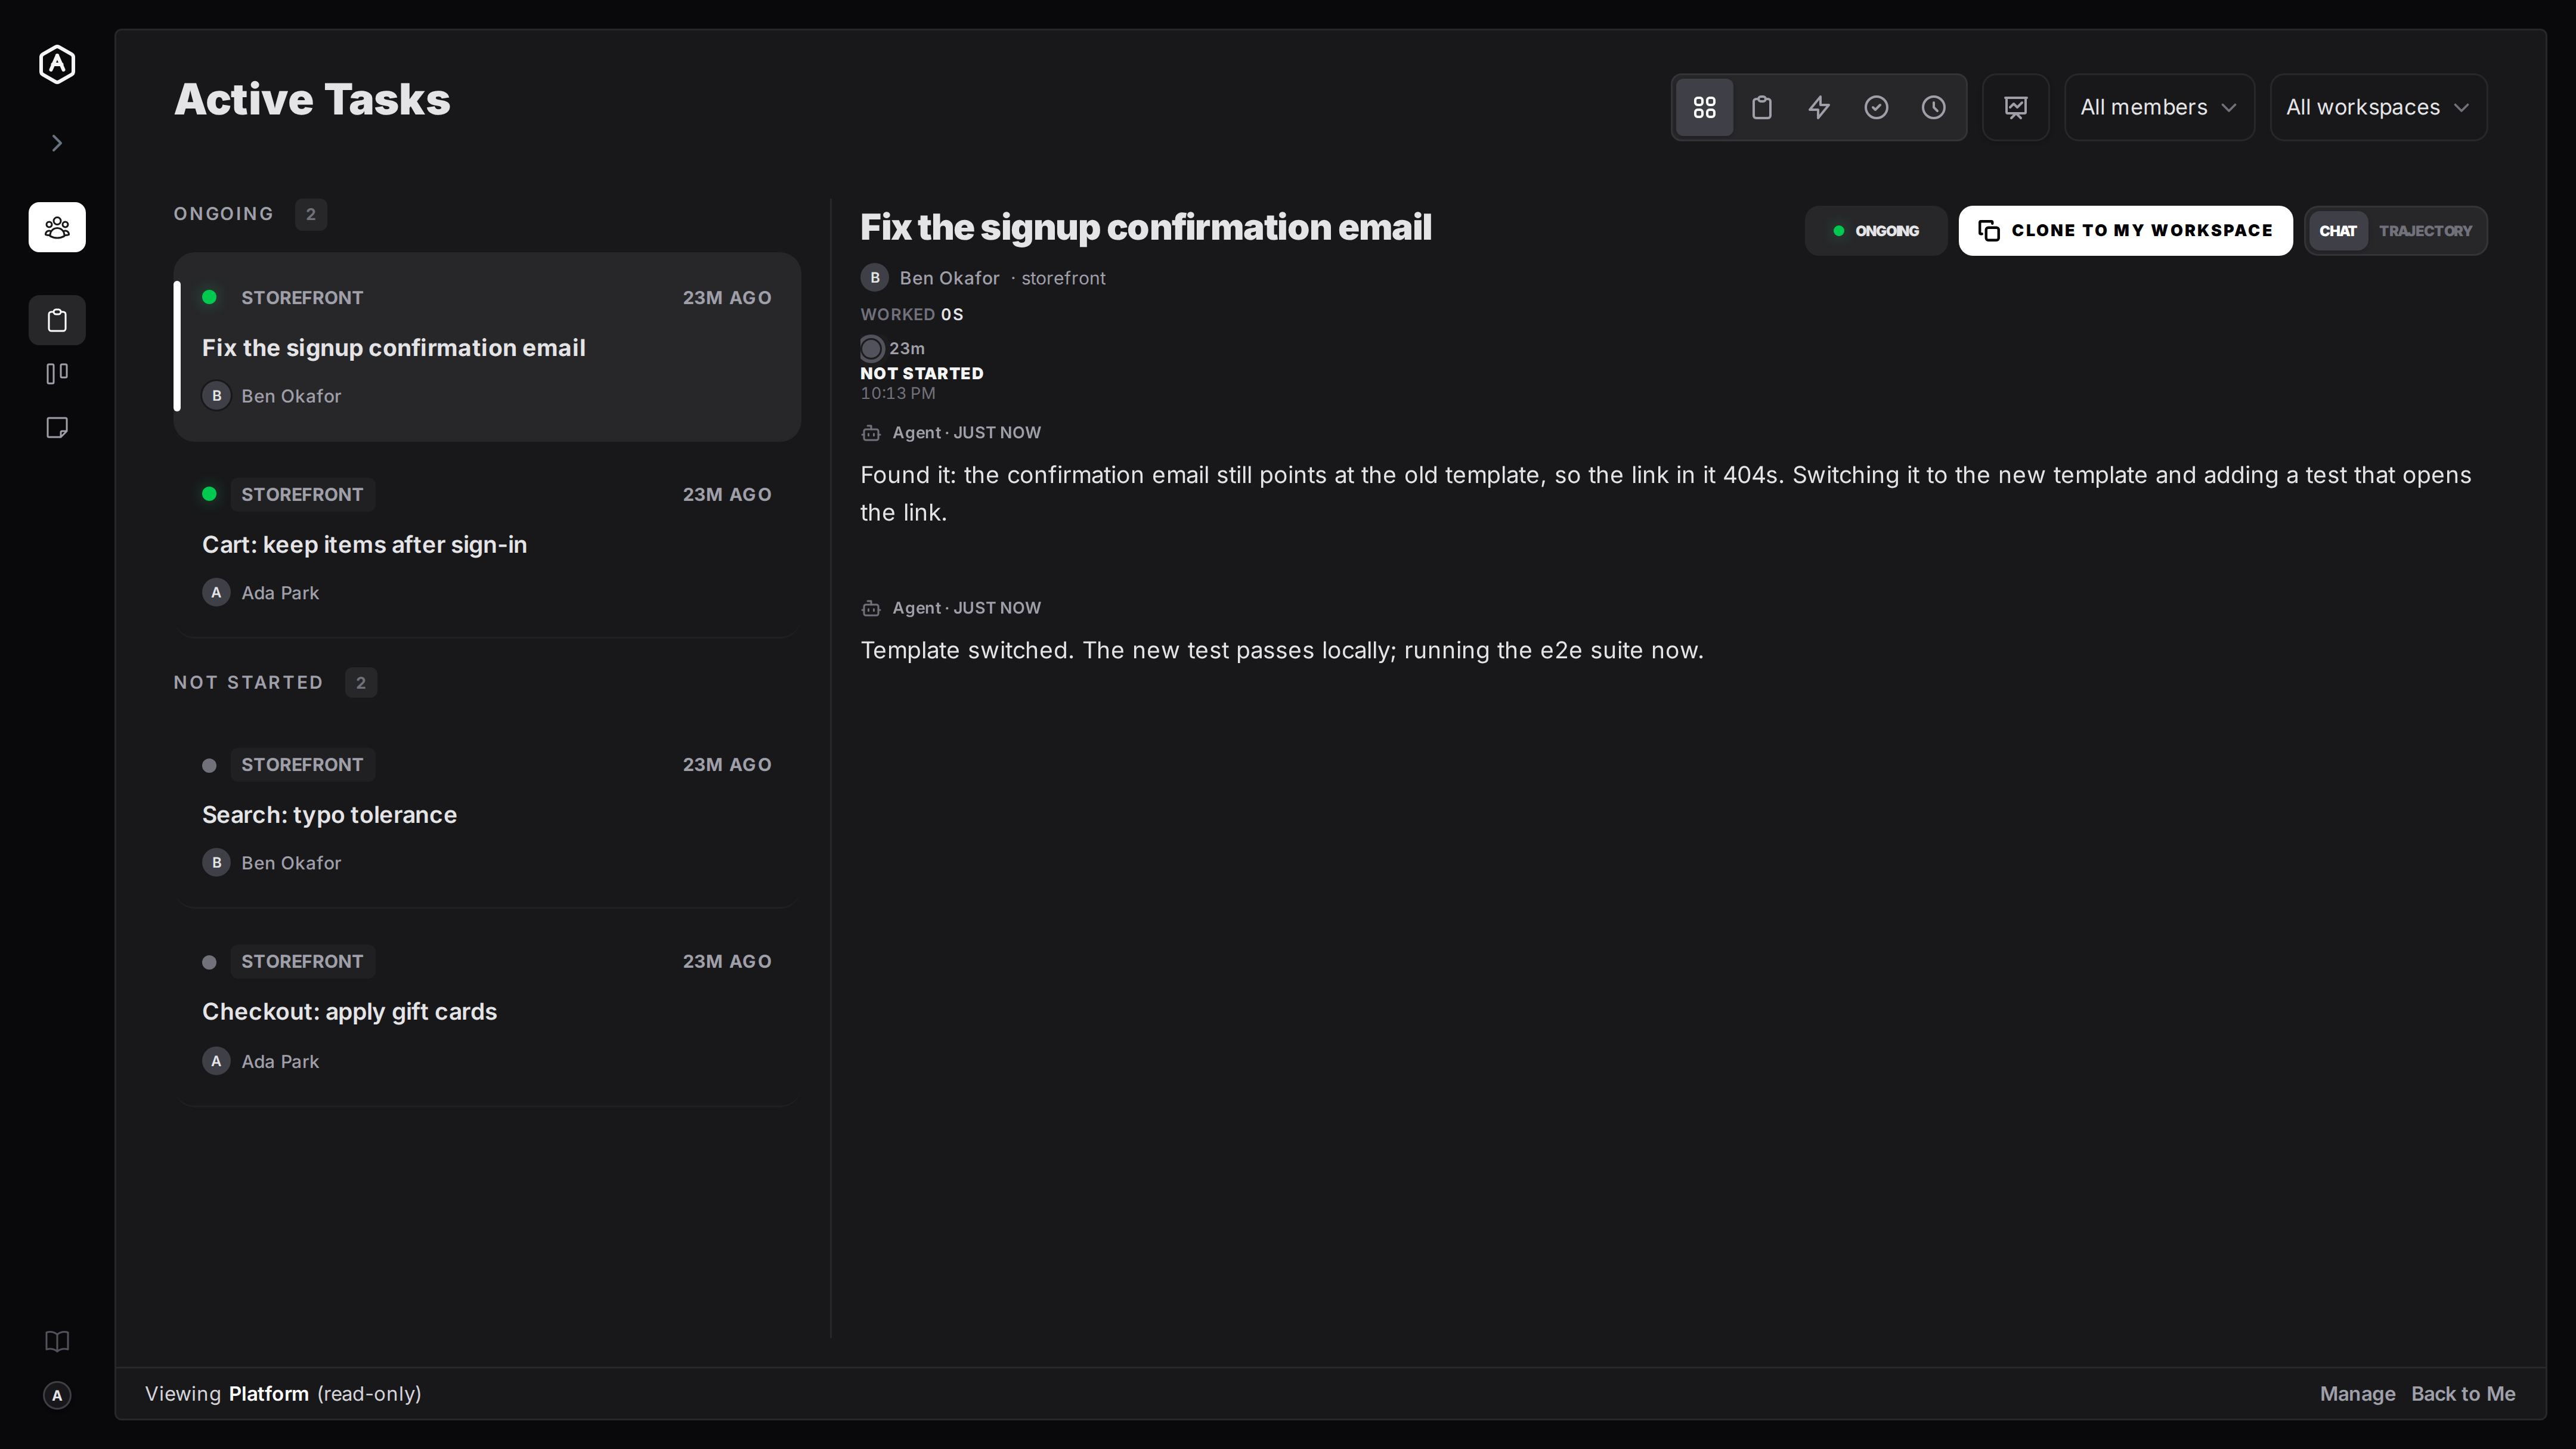 Active Tasks
All members
All workspaces
ONGOING 2
STOREFRONT 23M AGO
Fix the signup confirmation email
B Ben Okafor
STOREFRONT 23M AGO
Cart: keep items after sign-in
A Ada Park
NOT STARTED 2
STOREFRONT 23M AGO
Search: typo tolerance
B Ben Okafor
STOREFRONT 23M AGO
Checkout: apply gift cards
A Ada Park
Fix the signup confirmation email
ONGOING
CLONE TO MY WORKSPACE
CHAT TRAJECTORY
B Ben Okafor · storefront
WORKED 0S
23m
NOT STARTED
10:13 PM
Agent · JUST NOW
Found it: the confirmation email still points at the old template, so the link in it 404s. Switching it to the new template and adding a test that opens
the link.
Agent · JUST NOW
Template switched. The new test passes locally; running the e2e suite now.
A
Viewing Platform (read-only)
Manage Back to Me